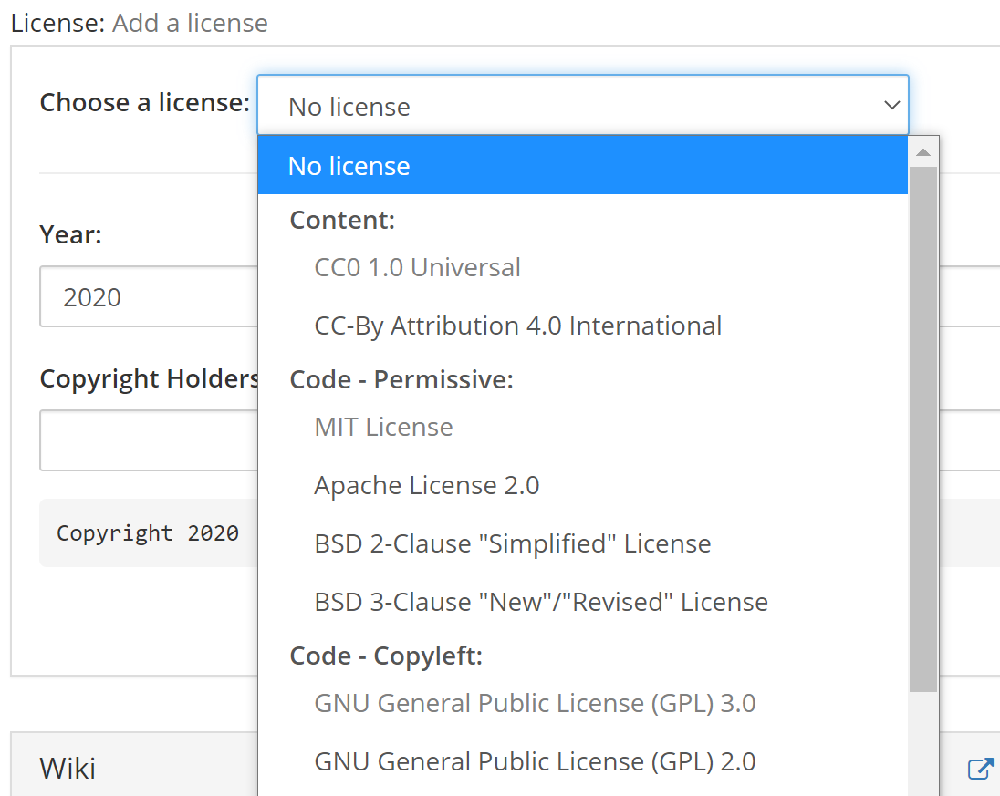 License: Add a license
Choose a license:
No license
No license
Content:
CC0 1.0 Universal
CC-By Attribution 4.0 International
Code - Permissive:
MIT License
Apache License 2.0
BSD 2-Clause "Simplified" License
BSD 3-Clause "New"/"Revised" License
Code - Copyleft:
GNU General Public License (GPL) 3.0
GNU General Public License (GPL) 2.0
Year:
2020
Copyright Holders
Copyright 2020
Wiki